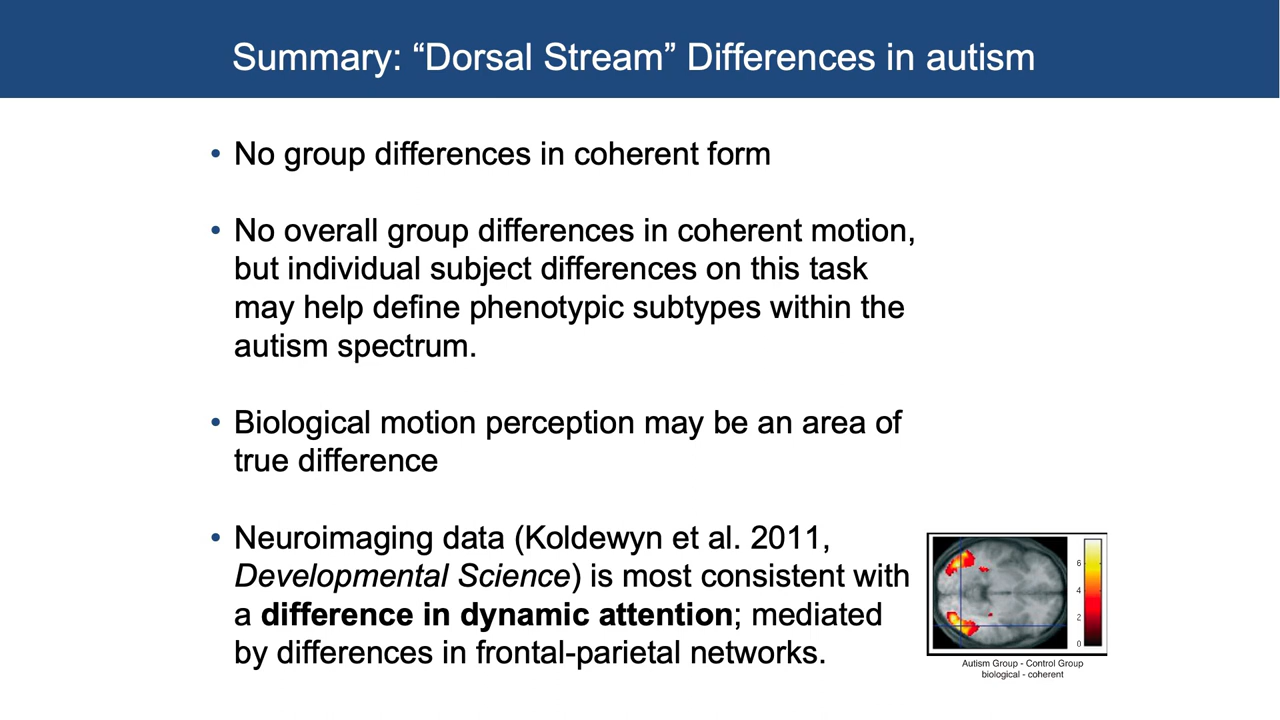 Summary: “Dorsal Stream” Differences in autism
• No group differences in coherent form
• No overall group differences in coherent motion,
but individual subject differences on this task
may help define phenotypic subtypes within the
autism spectrum.
• Biological motion perception may be an area of
true difference
• Neuroimaging data (Koldewyn et al. 2011,
Developmental Science) is most consistent with
a difference in dynamic attention; mediated
by differences in frontal-parietal networks.
6
4
2
0
Autism Group - Control Group
biological - coherent